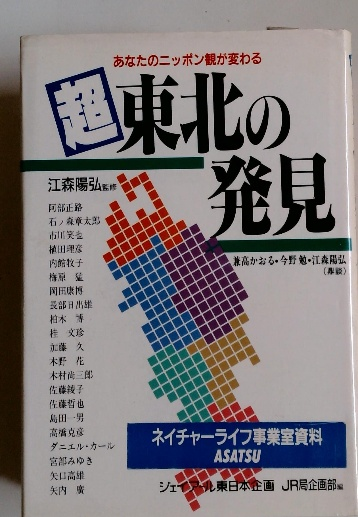 あなたのニッポン観が変わる
超東北の
発見
江森陽弘監修
阿部正路
石ノ森章太郎
市川笑也
植田理彦
内館牧子
梅原 猛
岡田康博
長部日出雄
柏木 博
桂 文珍
加藤 久
木野 花
木村尚三郎
佐藤綾子
佐藤哲也
島田一男
高橋克彦
ダニエル・カール
宮部みゆき
矢口高雄
矢内 廣
兼高かおる・今野 勉・江森陽弘
(鼎談)
ネイチャーライフ事業室資料
ASATSU
ジェイアール東日本企画 JR局企画部編